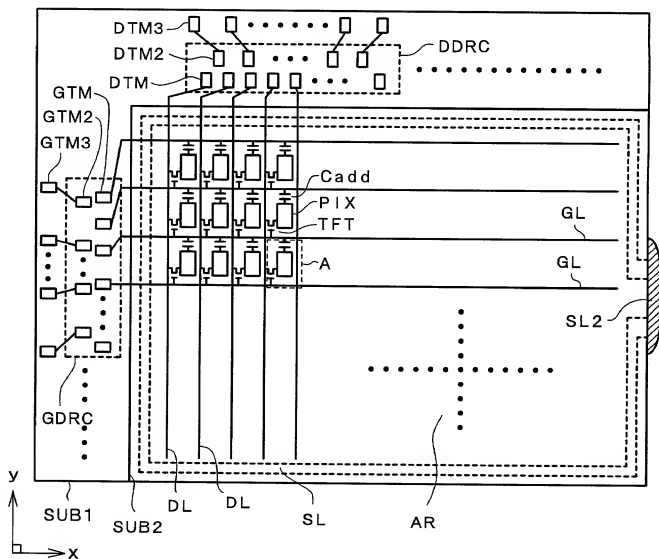 DTM3
DTM2
DTM
DDRC
GTM
GTM2
GTM3
Cadd
PIX
TFT
GL
A
GL
SL2
GDRC
SUB1
SUB2
DL
DL
SL
AR
y
x